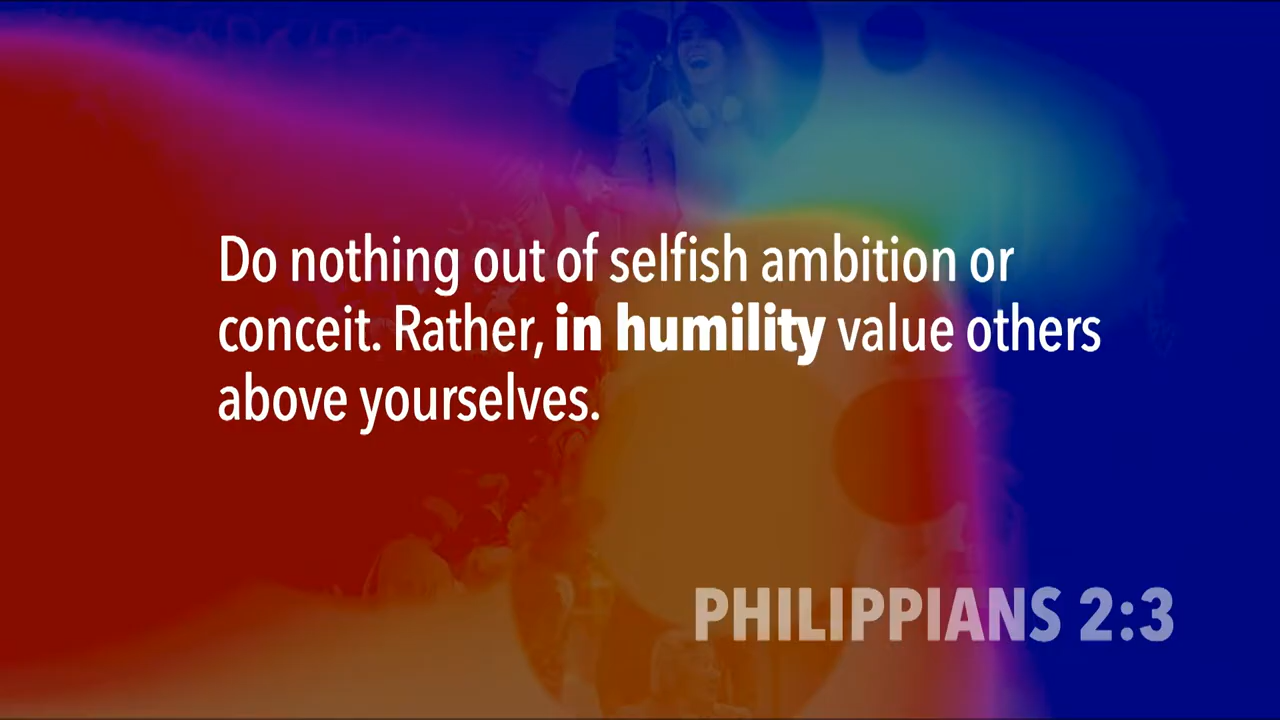 Do nothing out of selfish ambition or
conceit. Rather, in humility value others
above yourselves.
PHILIPPIANS 2:3